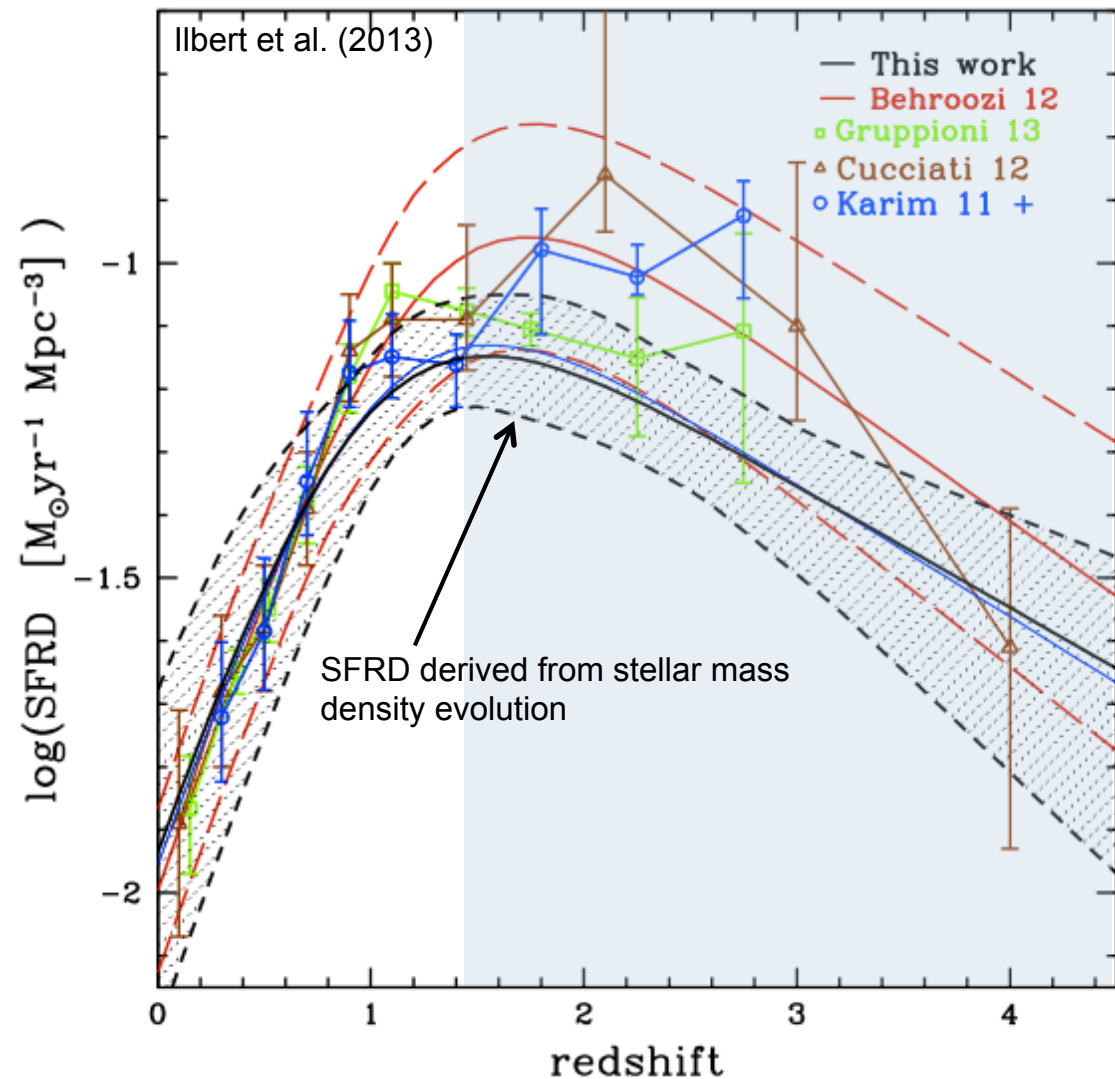 Ilbert et al. (2013)
This work
Behroozi 12
Gruppioni 13
Cucciati 12
Karim 11 +
-1
-1.5
-2
log(SFRD [M☉yr⁻¹ Mpc⁻³ ])
SFRD derived from stellar mass
density evolution
0 1 2 3 4
redshift